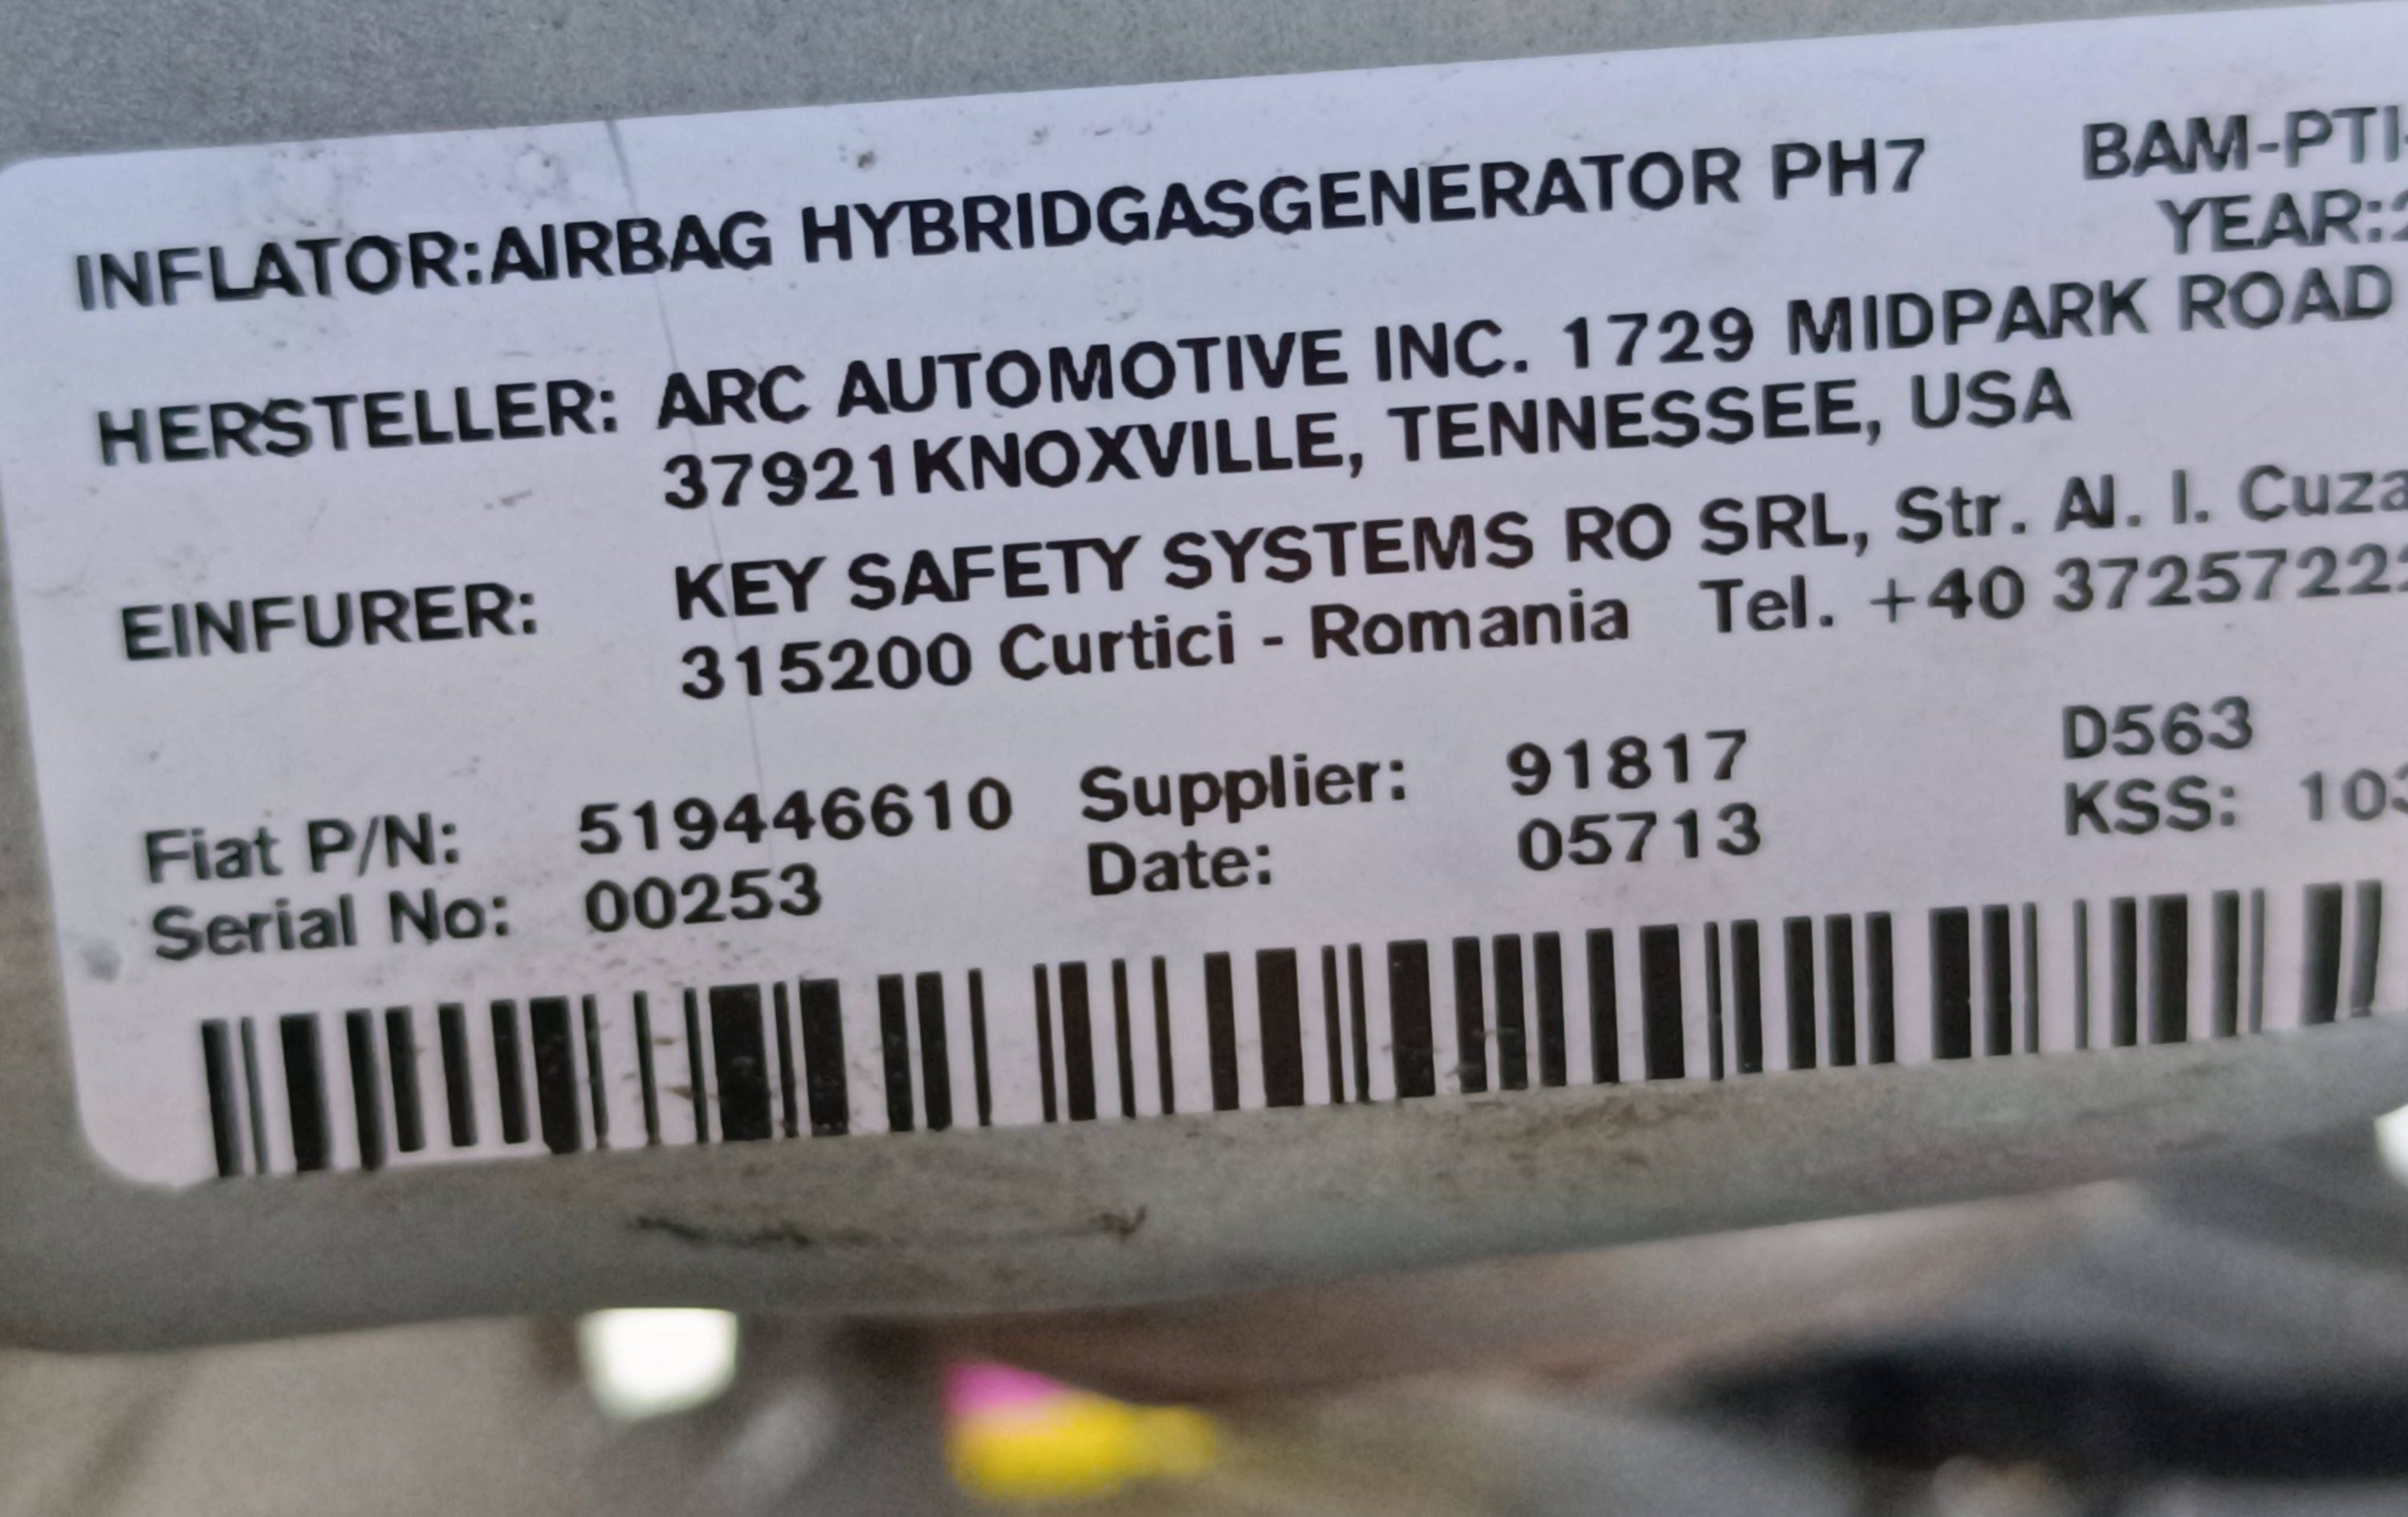 INFLATOR:AIRBAG HYBRIDGASGENERATOR PH7 BAM-PTI-
YEAR:
HERSTELLER: ARC AUTOMOTIVE INC. 1729 MIDPARK ROAD
37921KNOXVILLE, TENNESSEE, USA
EINFURER: KEY SAFETY SYSTEMS RO SRL, Str. Al. I. Cuza
315200 Curtici - Romania Tel. +40 3725722
Fiat P/N: 519446610 Supplier: 91817 D563
Serial No: 00253 Date: 05713 KSS: 10